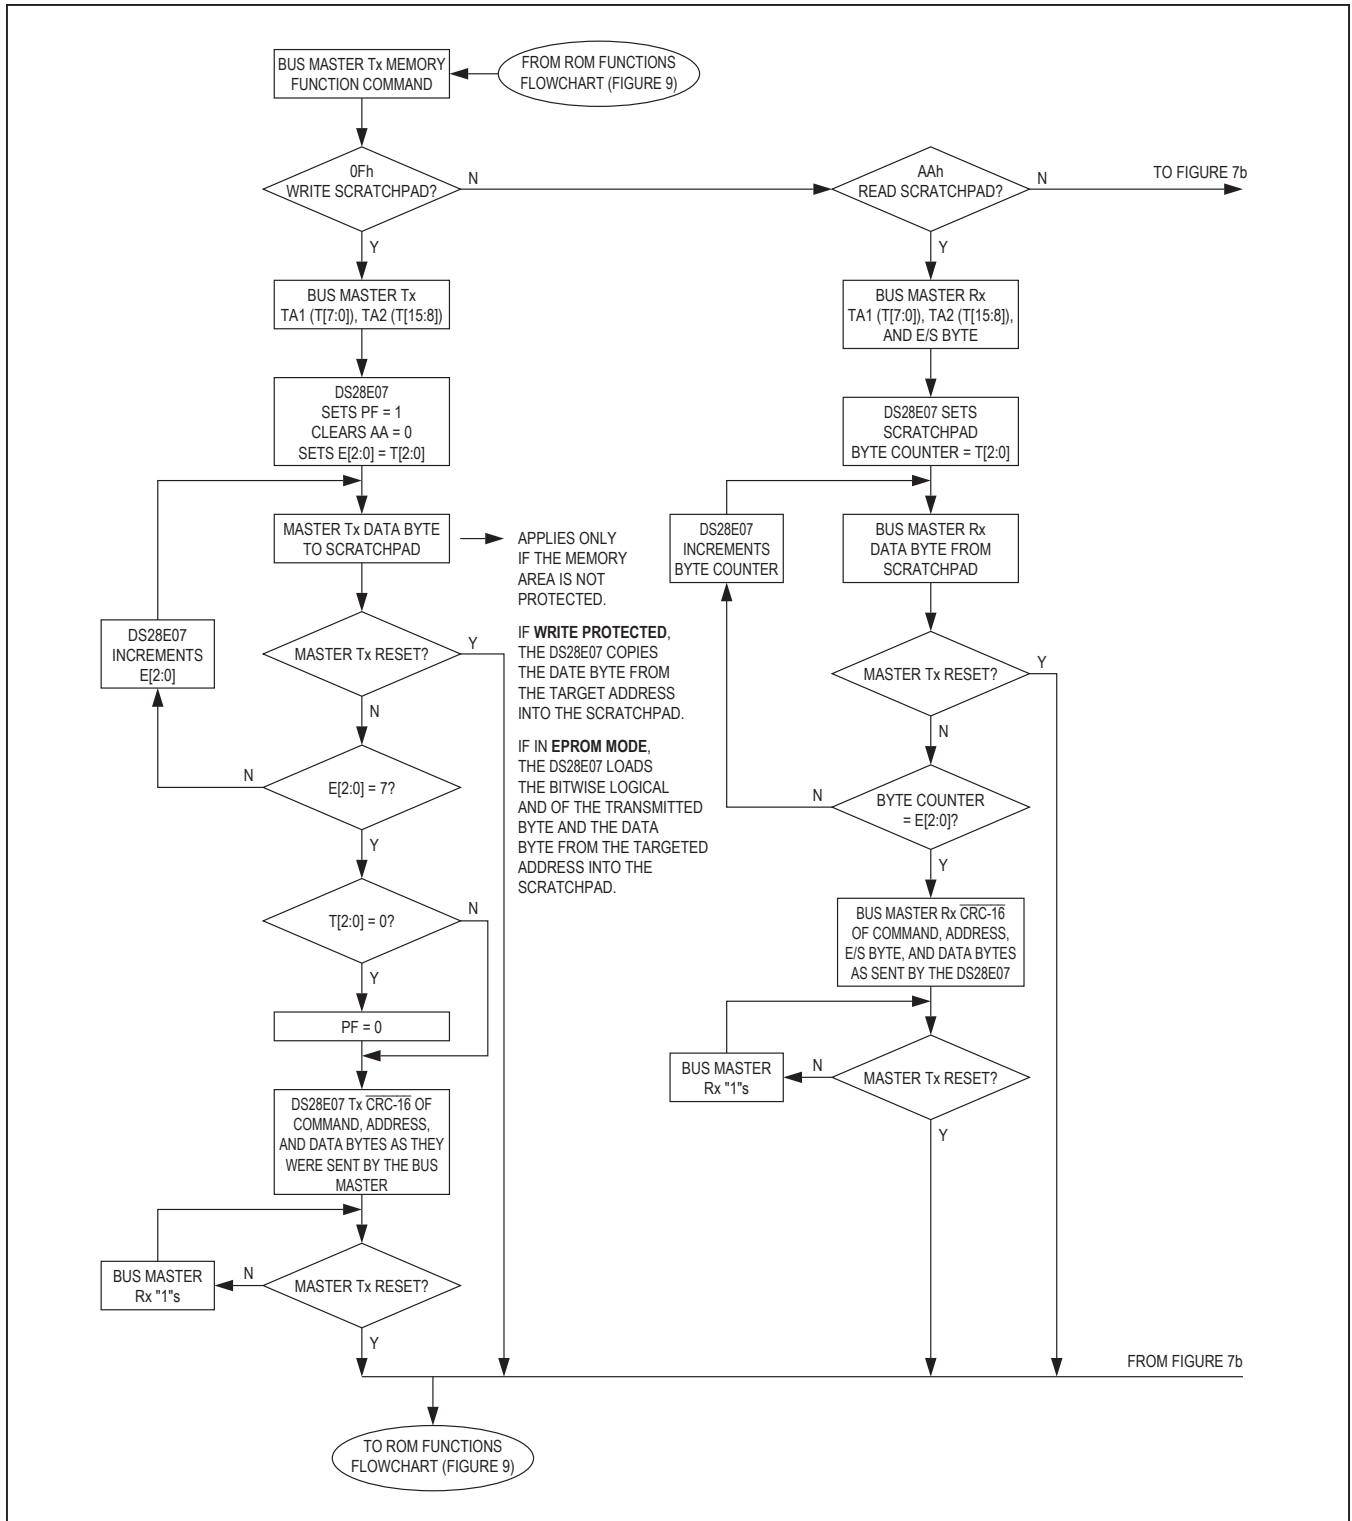 BUS MASTER Tx MEMORY
FUNCTION COMMAND
FROM ROM FUNCTIONS
FLOWCHART (FIGURE 9)
0Fh
WRITE SCRATCHPAD?
N
Y
AAh
READ SCRATCHPAD?
N
Y
TO FIGURE 7b
BUS MASTER Tx
TA1 (T[7:0]), TA2 (T[15:8])
DS28E07
SETS PF = 1
CLEARS AA = 0
SETS E[2:0] = T[2:0]
MASTER Tx DATA BYTE
TO SCRATCHPAD
APPLIES ONLY
IF THE MEMORY
AREA IS NOT
PROTECTED.
IF WRITE PROTECTED,
THE DS28E07 COPIES
THE DATE BYTE FROM
THE TARGET ADDRESS
INTO THE SCRATCHPAD.
IF IN EPROM MODE,
THE DS28E07 LOADS
THE BITWISE LOGICAL
AND OF THE TRANSMITTED
BYTE AND THE DATA
BYTE FROM THE TARGETED
ADDRESS INTO THE
SCRATCHPAD.
DS28E07
INCREMENTS
E[2:0]
MASTER Tx RESET?
Y
N
E[2:0] = 7?
N
Y
T[2:0] = 0?
N
Y
PF = 0
DS28E07 Tx CRC-16 OF
COMMAND, ADDRESS,
AND DATA BYTES AS THEY
WERE SENT BY THE BUS
MASTER
BUS MASTER
Rx "1"s
N
MASTER Tx RESET?
Y
BUS MASTER Rx
TA1 (T[7:0]), TA2 (T[15:8]),
AND E/S BYTE
DS28E07 SETS
SCRATCHPAD
BYTE COUNTER = T[2:0]
DS28E07
INCREMENTS
BYTE COUNTER
BUS MASTER Rx
DATA BYTE FROM
SCRATCHPAD
MASTER Tx RESET?
Y
N
BYTE COUNTER
= E[2:0]?
N
Y
BUS MASTER Rx CRC-16
OF COMMAND, ADDRESS,
E/S BYTE, AND DATA BYTES
AS SENT BY THE DS28E07
BUS MASTER
Rx "1"s
N
MASTER Tx RESET?
Y
FROM FIGURE 7b
TO ROM FUNCTIONS
FLOWCHART (FIGURE 9)